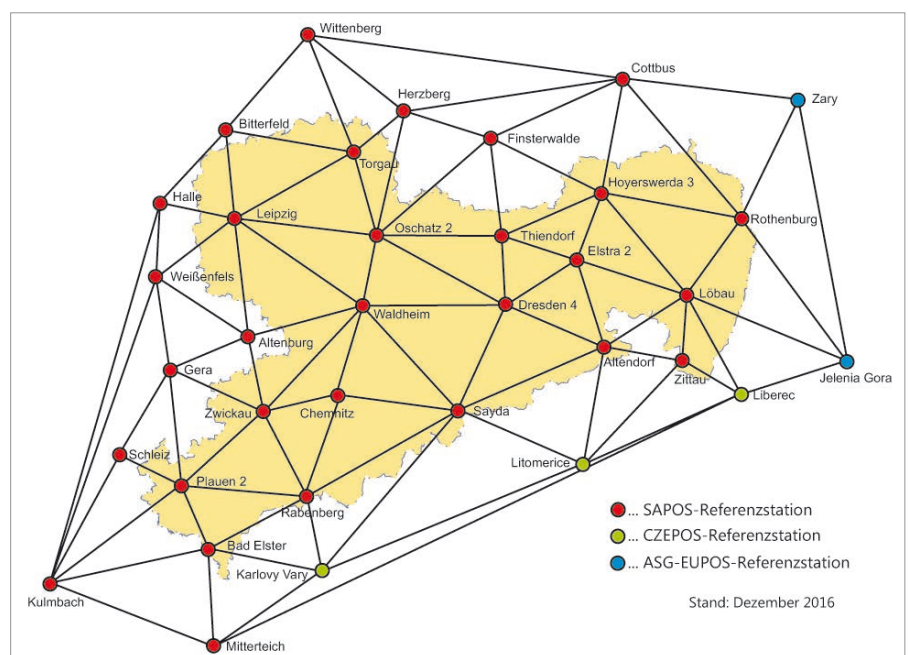 Wittenberg
Cottbus
Herzberg
Zary
Bitterfeld
Finsterwalde
Torgau
Hoyerswerda 3
Halle
Leipzig
Rothenburg
Oschatz 2
Thiendorf
Elstra 2
Weißenfels
Löbau
Waldheim
Dresden 4
Altenburg
Altendorf
Gera
Zittau
Jelenia Gora
Liberec
Zwickau
Chemnitz
Sayda
Schleiz
Litomerice
Plauen 2
Rabenberg
... SAPOS-Referenzstation
... CZEPOS-Referenzstation
Bad Elster
... ASG-EUPOS-Referenzstation
Karlovy Vary
Kulmbach
Stand: Dezember 2016
Mitterteich